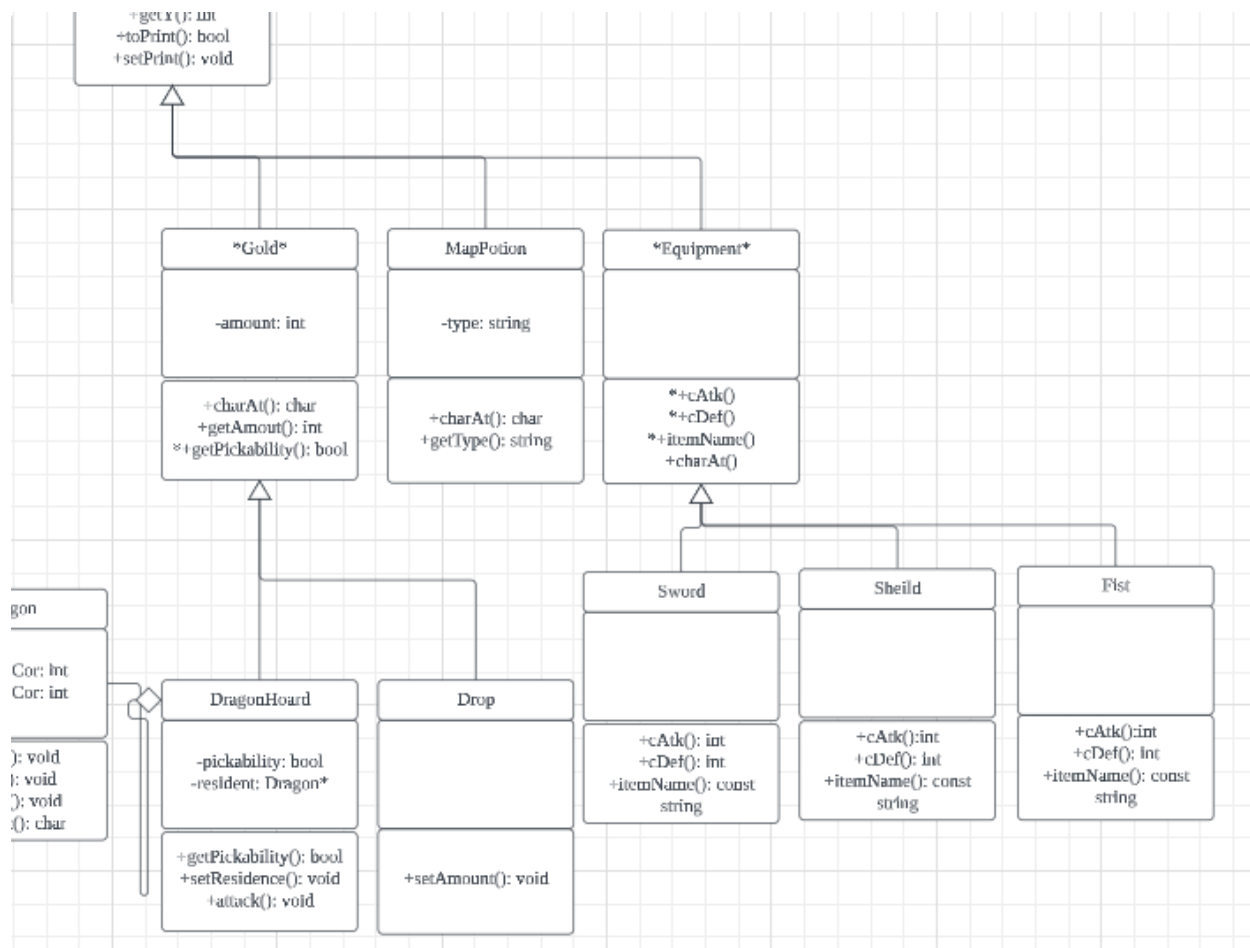 +getY(): int
+toPrint(): bool
+setPrint(): void
*Gold*
-amount: int
+charAt(): char
+getAmout(): int
*+getPickability(): bool
MapPotion
-type: string
+charAt(): char
+getType(): string
*Equipment*
*+cAtk()
*+cDef()
*+itemName()
+charAt()
gon
Cor: int
Cor: int
): void
): void
): void
(): char
DragonHoard
-pickability: bool
-resident: Dragon*
+getPickability(): bool
+setResidence(): void
+attack(): void
Drop
+setAmount(): void
Sword
+cAtk(): int
+cDef(): int
+itemName(): const
string
Sheild
+cAtk():int
+cDef(): int
+itemName(): const
string
Fist
+cAtk():int
+cDef(): int
+itemName(): const
string